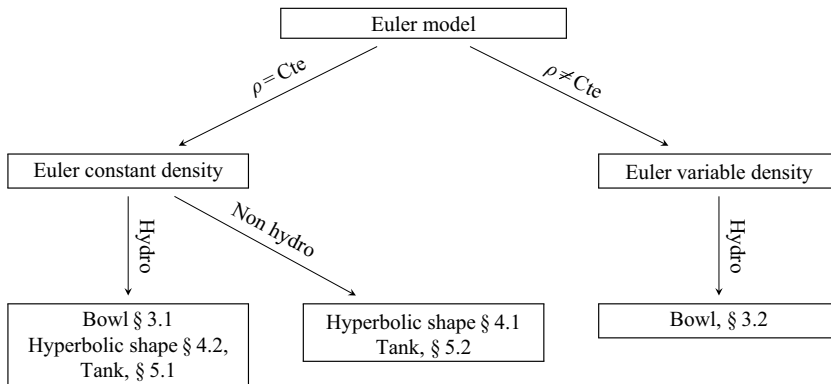 Euler model
ρ = Cte
ρ ≠ Cte
Euler constant density
Euler variable density
Hydro
Non hydro
Hydro
Bowl § 3.1
Hyperbolic shape § 4.2,
Tank, § 5.1
Hyperbolic shape § 4.1
Tank, § 5.2
Bowl, § 3.2